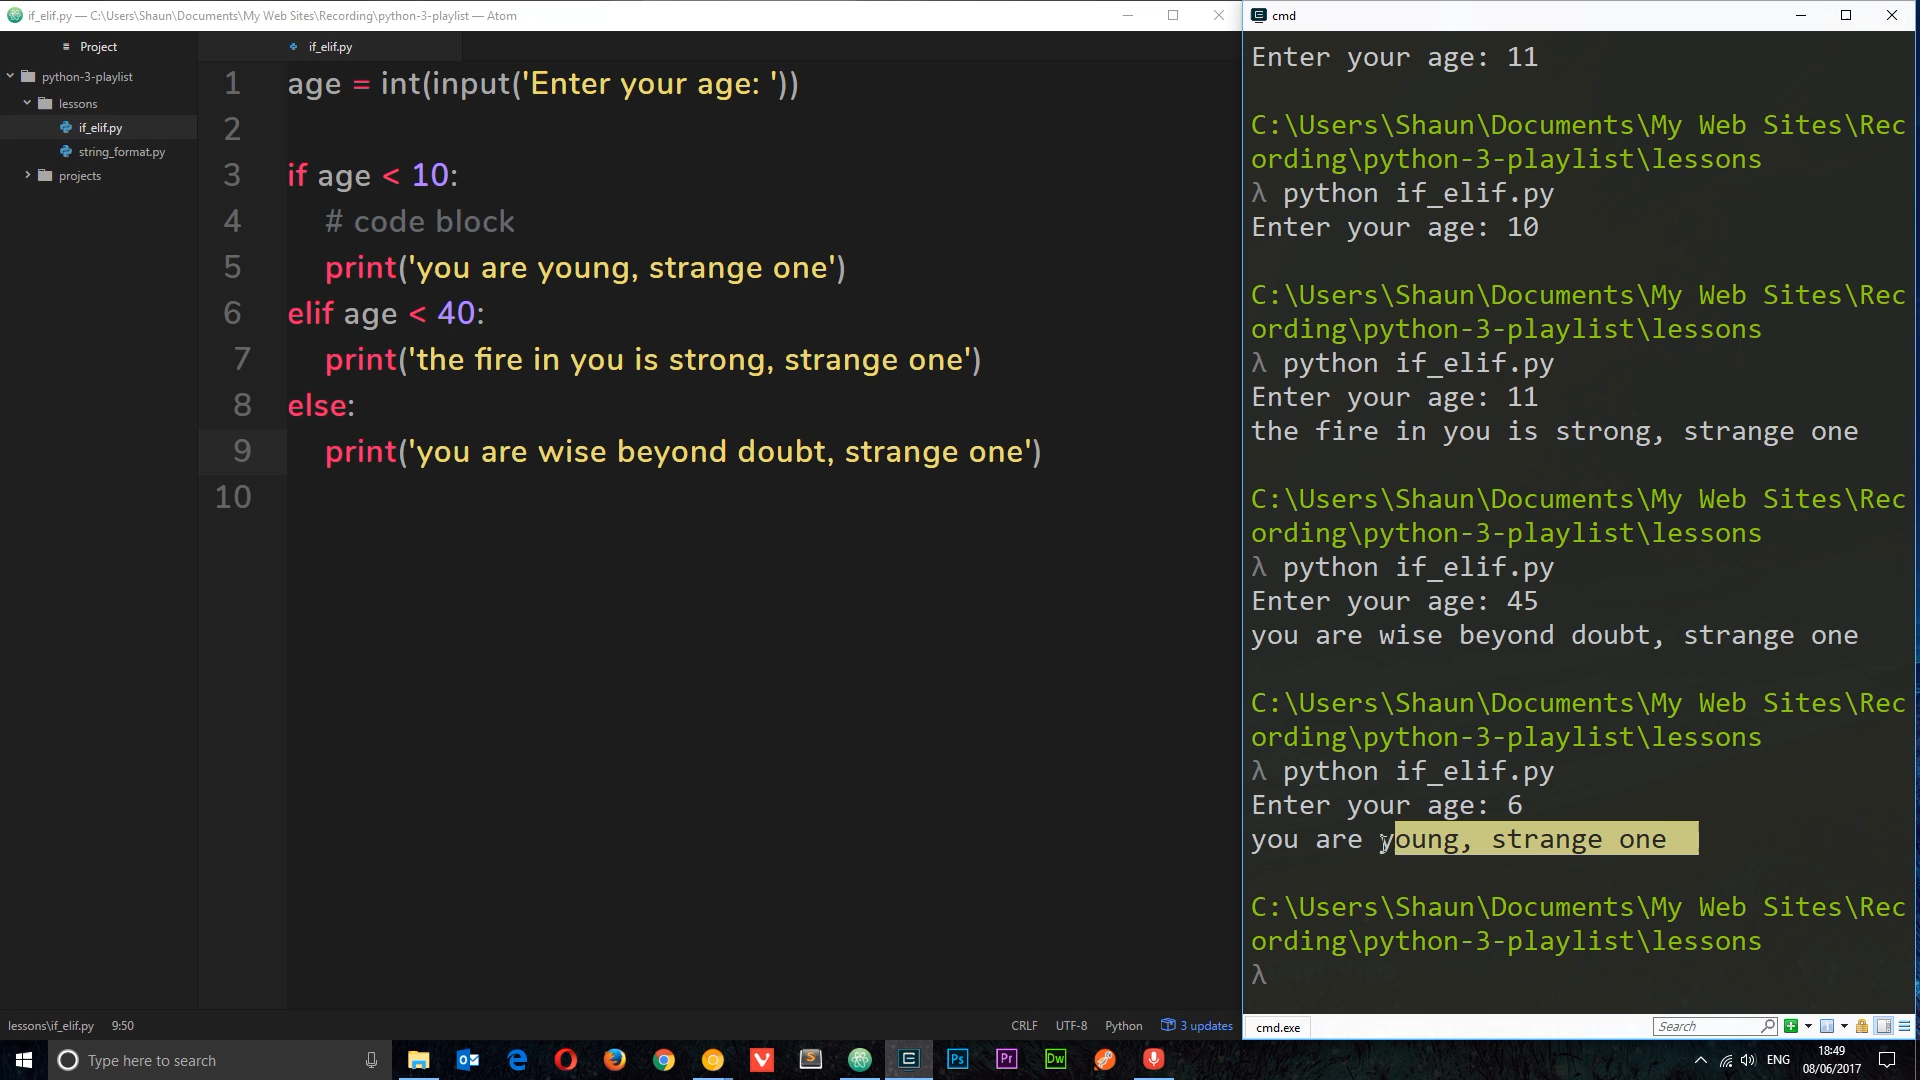 if_elif.py — C:\Users\Shaun\Documents\My Web Sites\Recording\python-3-playlist — Atom
Project
python-3-playlist
lessons
if_elif.py
string_format.py
projects
if_elif.py
1 age = int(input('Enter your age: '))
2
3 if age < 10:
4 # code block
5 print('you are young, strange one')
6 elif age < 40:
7 print('the fire in you is strong, strange one')
8 else:
9 print('you are wise beyond doubt, strange one')
10
lessons\if_elif.py 9:50
CRLF UTF-8 Python 3 updates
cmd
Enter your age: 11
C:\Users\Shaun\Documents\My Web Sites\Rec
ording\python-3-playlist\lessons
λ python if_elif.py
Enter your age: 10
C:\Users\Shaun\Documents\My Web Sites\Rec
ording\python-3-playlist\lessons
λ python if_elif.py
Enter your age: 11
the fire in you is strong, strange one
C:\Users\Shaun\Documents\My Web Sites\Rec
ording\python-3-playlist\lessons
λ python if_elif.py
Enter your age: 45
you are wise beyond doubt, strange one
C:\Users\Shaun\Documents\My Web Sites\Rec
ording\python-3-playlist\lessons
λ python if_elif.py
Enter your age: 6
you are young, strange one
C:\Users\Shaun\Documents\My Web Sites\Rec
ording\python-3-playlist\lessons
λ
cmd.exe
Search
Type here to search
Ps
Pr
Dw
ENG
18:49
08/06/2017